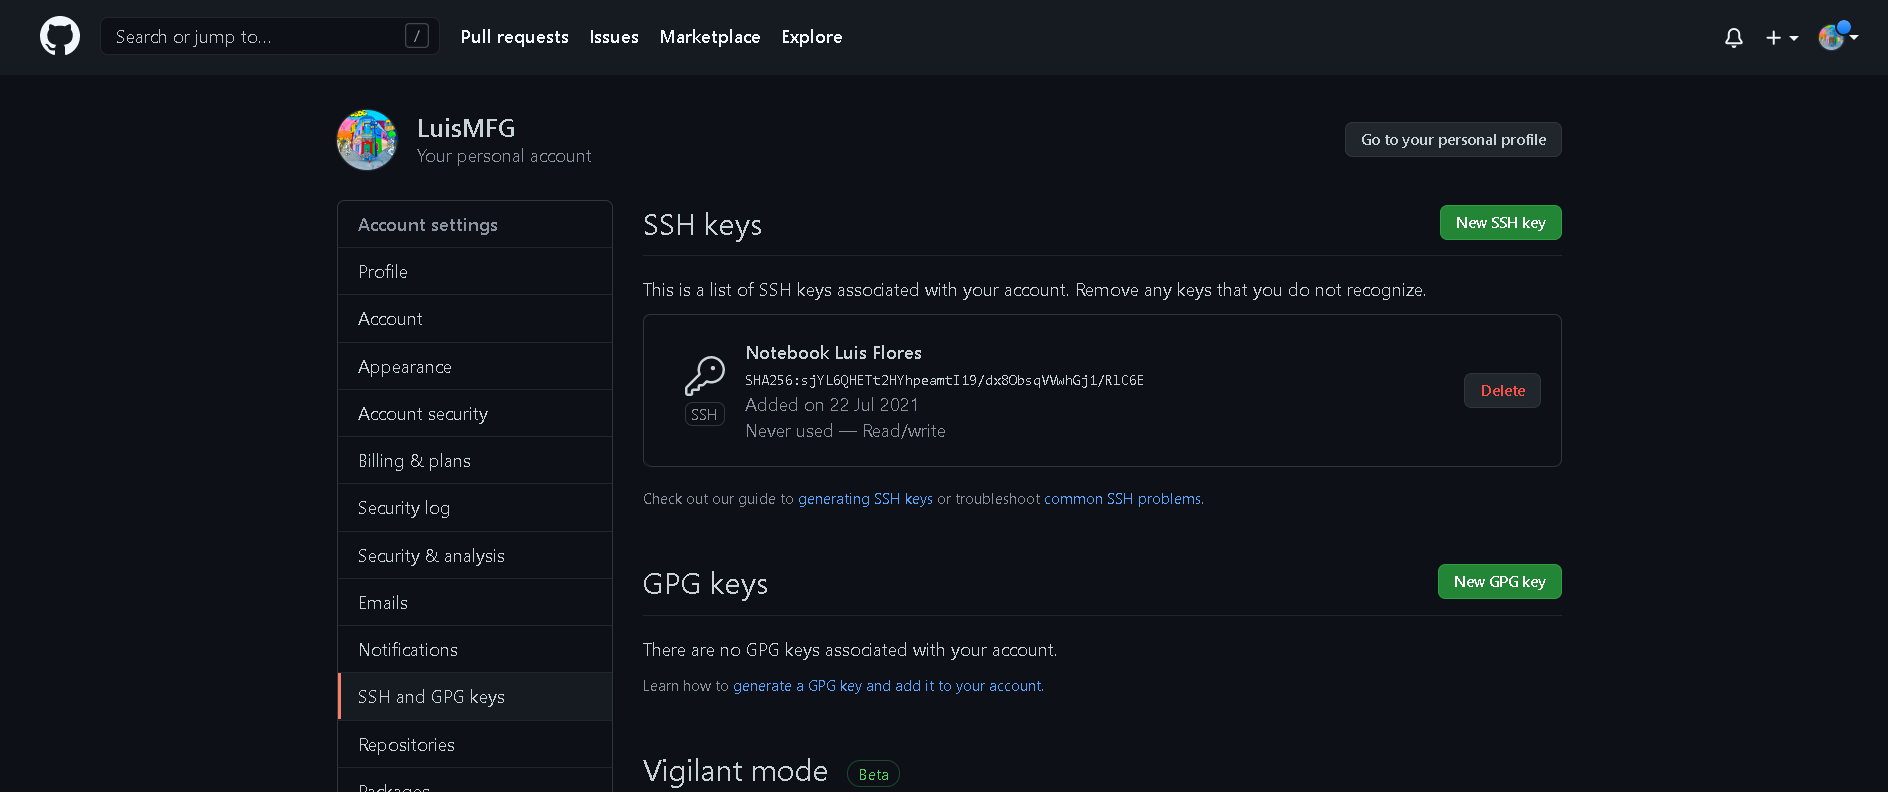 Search or jump to...
/
Pull requests
Issues
Marketplace
Explore
LuisMFG
Your personal account
Go to your personal profile
Account settings
Profile
Account
Appearance
Account security
Billing & plans
Security log
Security & analysis
Emails
Notifications
SSH and GPG keys
Repositories
Packages
SSH keys
New SSH key
This is a list of SSH keys associated with your account. Remove any keys that you do not recognize.
Notebook Luis Flores
SHA256:sjYL6QHETt2HYhpeamtI19/dx8ObsqVVwhGj1/RlC6E
SSH
Added on 22 Jul 2021
Never used — Read/write
Delete
Check out our guide to generating SSH keys or troubleshoot common SSH problems.
GPG keys
New GPG key
There are no GPG keys associated with your account.
Learn how to generate a GPG key and add it to your account.
Vigilant mode
Beta